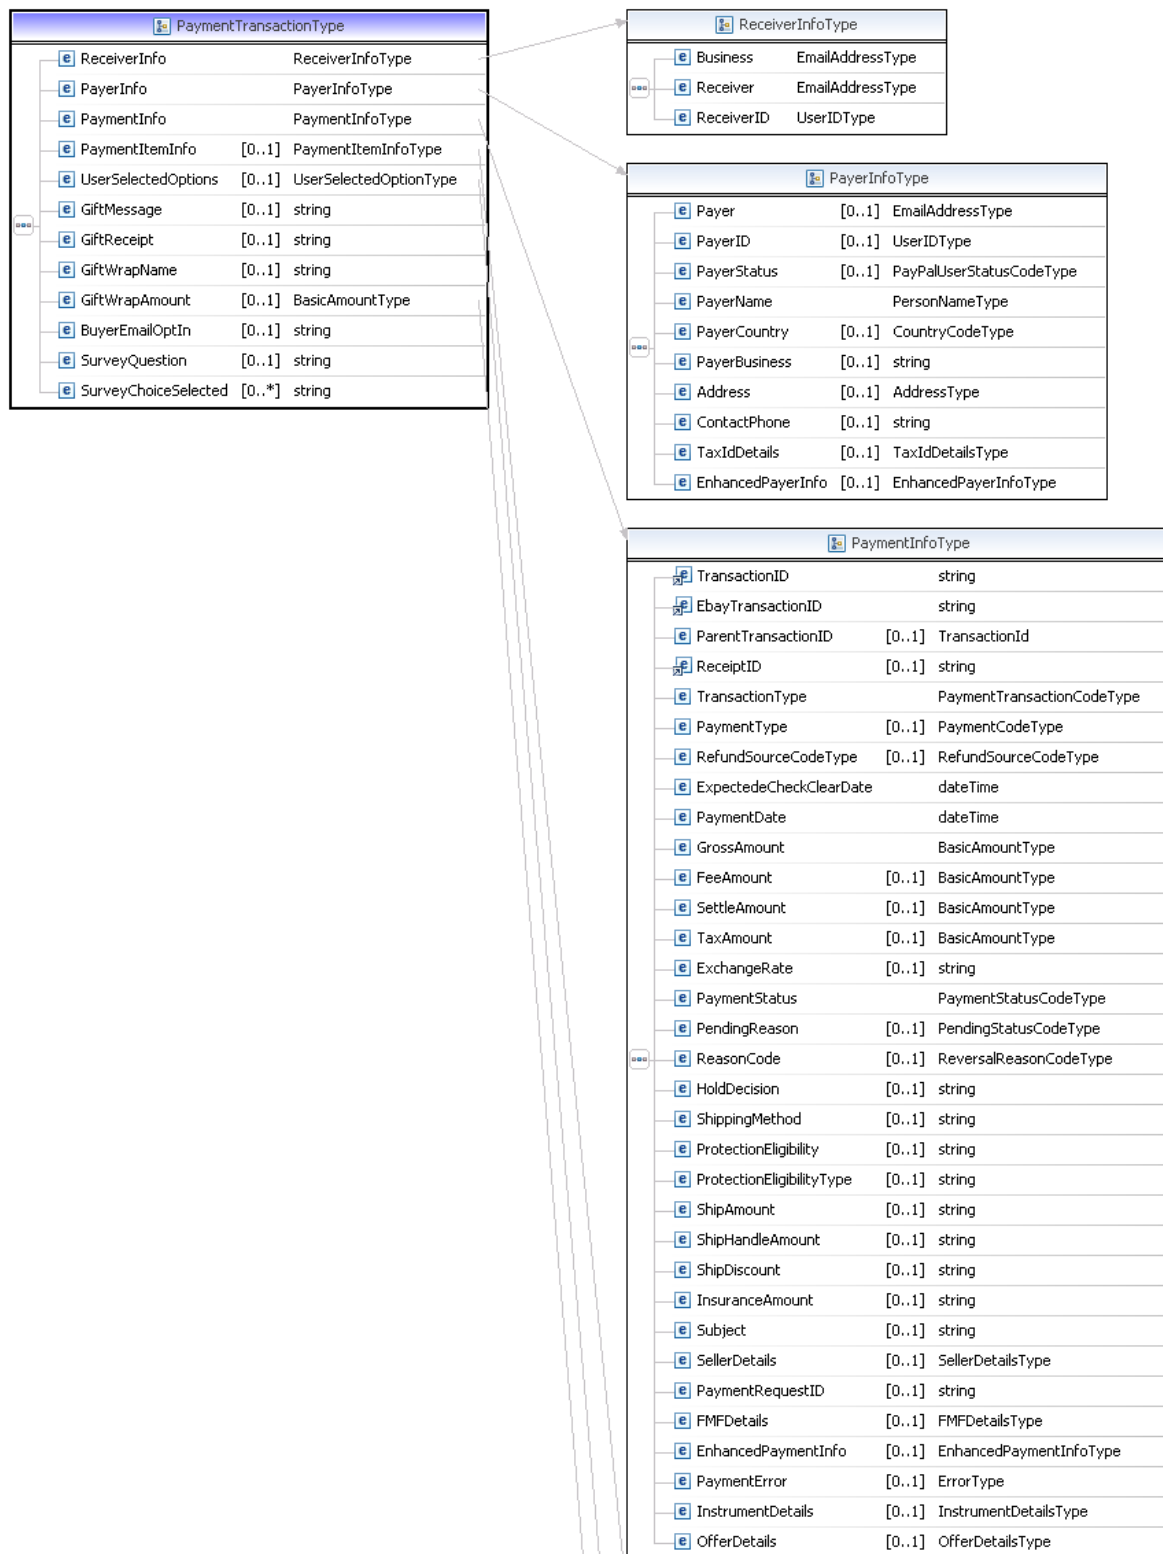 PaymentTransactionType
ReceiverInfo ReceiverInfoType
PayerInfo PayerInfoType
PaymentInfo PaymentInfoType
PaymentItemInfo [0..1] PaymentItemInfoType
UserSelectedOptions [0..1] UserSelectedOptionType
GiftMessage [0..1] string
GiftReceipt [0..1] string
GiftWrapName [0..1] string
GiftWrapAmount [0..1] BasicAmountType
BuyerEmailOptIn [0..1] string
SurveyQuestion [0..1] string
SurveyChoiceSelected [0..*] string
ReceiverInfoType
Business EmailAddressType
Receiver EmailAddressType
ReceiverID UserIDType
PayerInfoType
Payer [0..1] EmailAddressType
PayerID [0..1] UserIDType
PayerStatus [0..1] PayPalUserStatusCodeType
PayerName PersonNameType
PayerCountry [0..1] CountryCodeType
PayerBusiness [0..1] string
Address [0..1] AddressType
ContactPhone [0..1] string
TaxIdDetails [0..1] TaxIdDetailsType
EnhancedPayerInfo [0..1] EnhancedPayerInfoType
PaymentInfoType
TransactionID string
EbayTransactionID string
ParentTransactionID [0..1] TransactionId
ReceiptID [0..1] string
TransactionType PaymentTransactionCodeType
PaymentType [0..1] PaymentCodeType
RefundSourceCodeType [0..1] RefundSourceCodeType
ExpectedeCheckClearDate dateTime
PaymentDate dateTime
GrossAmount BasicAmountType
FeeAmount [0..1] BasicAmountType
SettleAmount [0..1] BasicAmountType
TaxAmount [0..1] BasicAmountType
ExchangeRate [0..1] string
PaymentStatus PaymentStatusCodeType
PendingReason [0..1] PendingStatusCodeType
ReasonCode [0..1] ReversalReasonCodeType
HoldDecision [0..1] string
ShippingMethod [0..1] string
ProtectionEligibility [0..1] string
ProtectionEligibilityType [0..1] string
ShipAmount [0..1] string
ShipHandleAmount [0..1] string
ShipDiscount [0..1] string
InsuranceAmount [0..1] string
Subject [0..1] string
SellerDetails [0..1] SellerDetailsType
PaymentRequestID [0..1] string
FMFDetails [0..1] FMFDetailsType
EnhancedPaymentInfo [0..1] EnhancedPaymentInfoType
PaymentError [0..1] ErrorType
InstrumentDetails [0..1] InstrumentDetailsType
OfferDetails [0..1] OfferDetailsType